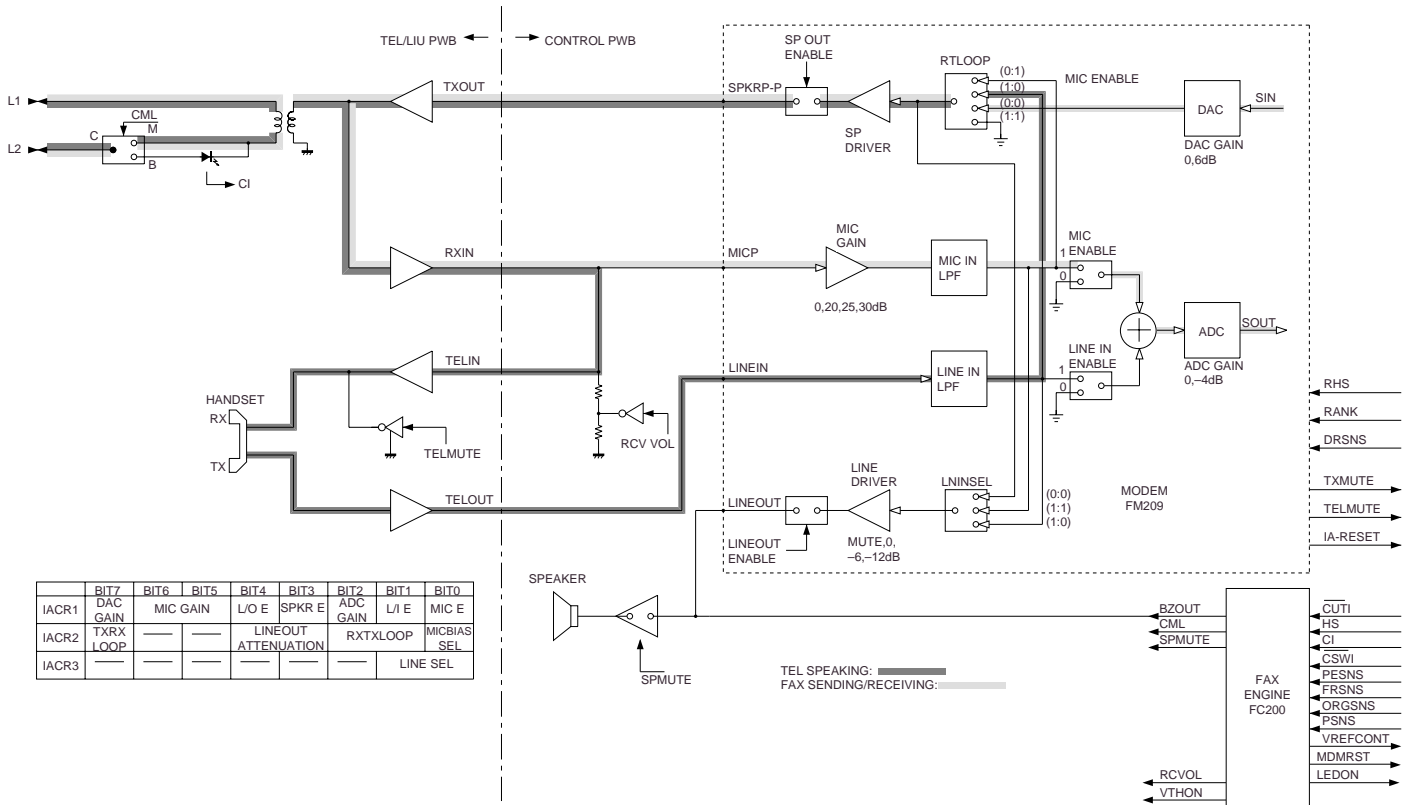 TEL/LIU PWB
CONTROL PWB
SP OUT
ENABLE
RTLOOP
(0:1)
(1:0)
(0:0)
(1:1)
MIC ENABLE
L1
TXOUT
SPKRP-P
SIN
DAC
DAC GAIN
0,6dB
CML
C
M
L2
B
CI
SP
DRIVER
RXIN
MICP
MIC
GAIN
MIC IN
LPF
0,20,25,30dB
MIC
ENABLE
1
0
ADC
SOUT
ADC GAIN
0,–4dB
TELIN
LINEIN
LINE IN
LPF
LINE IN
ENABLE
1
0
HANDSET
RX
TX
TELMUTE
RCV VOL
RHS
RANK
DRSNS
TELOUT
LINEOUT
LINE
DRIVER
LNINSEL
(0:0)
(1:1)
(1:0)
MODEM
FM209
TXMUTE
TELMUTE
IA-RESET
LINEOUT
ENABLE
MUTE,0,
–6,–12dB
SPEAKER
SPMUTE
BIT7 BIT6 BIT5 BIT4 BIT3 BIT2 BIT1 BIT0
IACR1 DAC GAIN MIC GAIN L/O E SPKR E ADC GAIN L/I E MIC E
IACR2 TXRX LOOP — — LINEOUT ATTENUATION RXTXLOOP MICBIAS SEL
IACR3 — — — — — — LINE SEL
TEL SPEAKING:
FAX SENDING/RECEIVING:
BZOUT
CML
SPMUTE
FAX
ENGINE
FC200
CUTI
HS
CI
CSWI
PESNS
FRSNS
ORGSNS
PSNS
VREFCONT
MDMRST
LEDON
RCVOL
VTHON